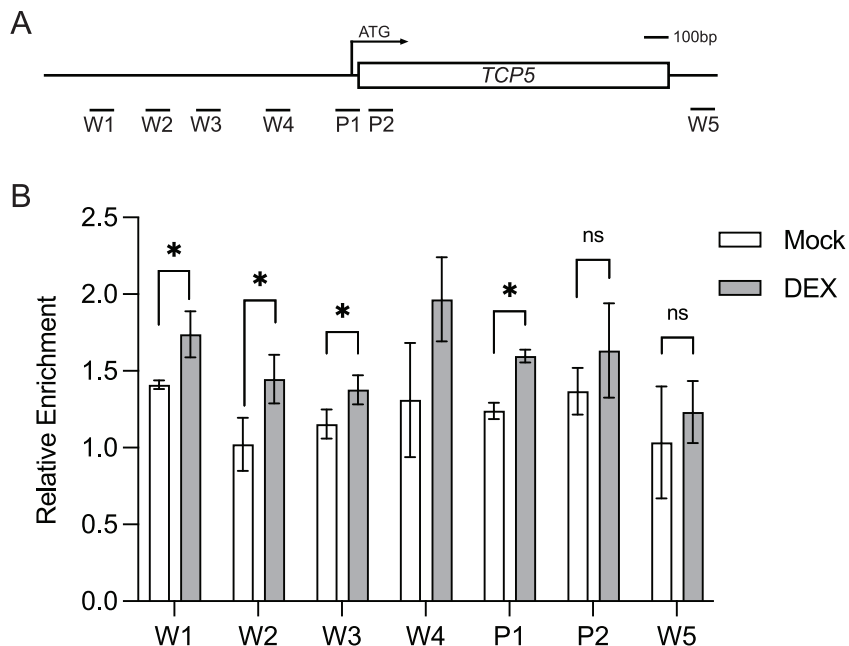 A
ATG
100bp
TCP5
W1 W2 W3 W4 P1 P2 W5
B
Relative Enrichment
2.5
2.0
1.5
1.0
0.5
0.0
* * * * ns ns
Mock
DEX
W1 W2 W3 W4 P1 P2 W5